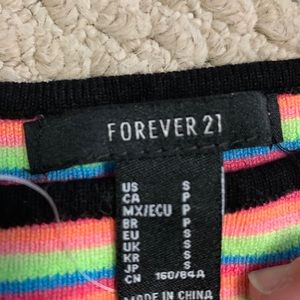 FOREVER 21
US S
CA P
MX/ECU P
BR P
EU S
UK S
KR S
JP S
CN 160/84A
MADE IN CHINA